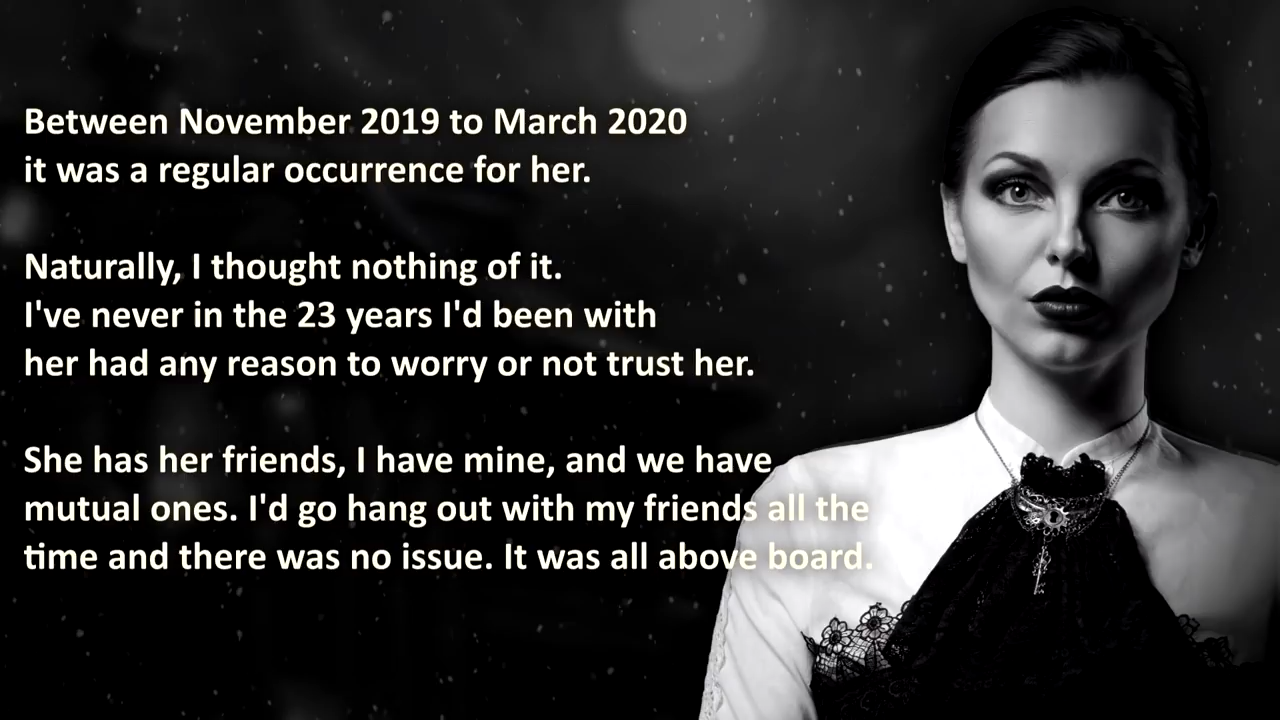 Between November 2019 to March 2020
it was a regular occurrence for her.
Naturally, I thought nothing of it.
I've never in the 23 years I'd been with
her had any reason to worry or not trust her.
She has her friends, I have mine, and we have
mutual ones. I'd go hang out with my friends all the
time and there was no issue. It was all above board.